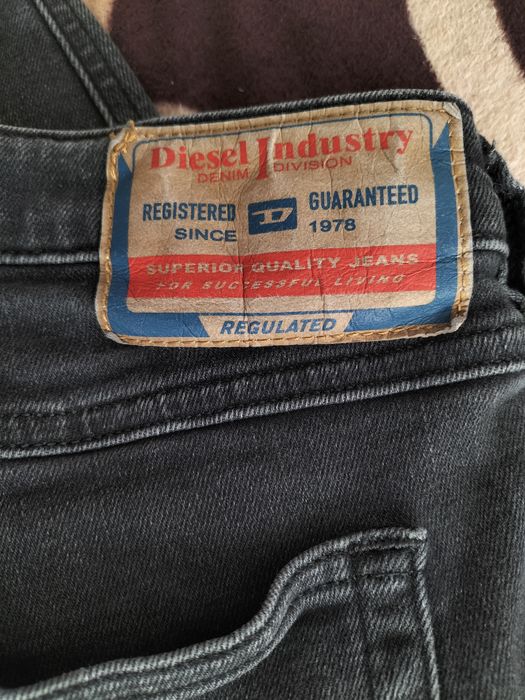 Diesel Industry
DENIM DIVISION
REGISTERED D GUARANTEED
SINCE 1978
SUPERIOR QUALITY JEANS
FOR SUCCESSFUL LIVING
REGULATED